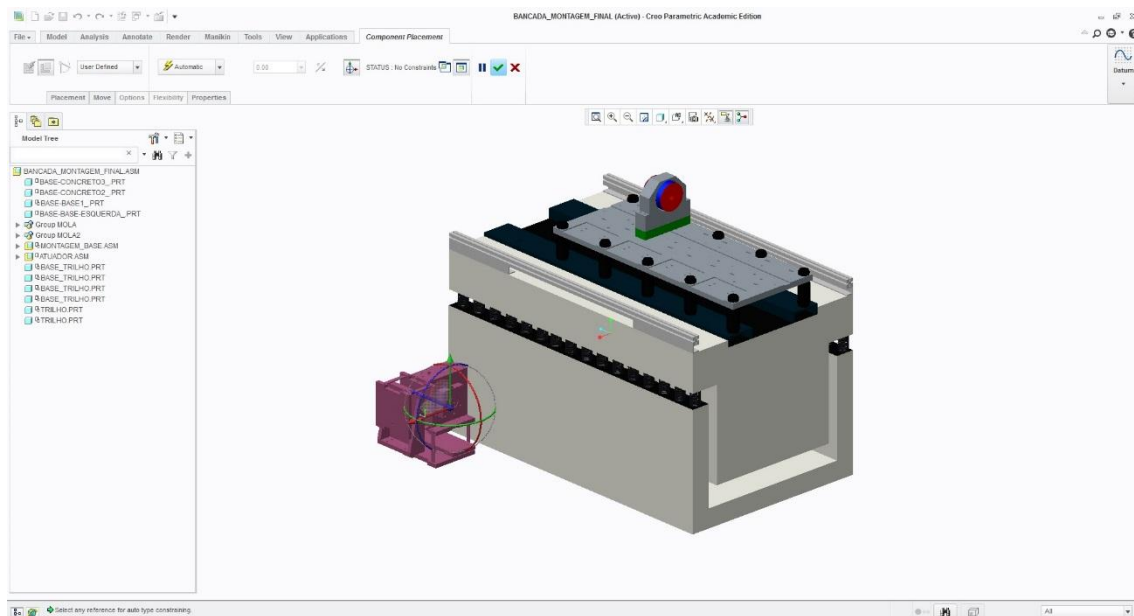 BANCADA_MONTAGEM_FINAL (Active) - Creo Parametric Academic Edition
File Model Analysis Annotate Render Manikin Tools View Applications Component Placement
User Defined Automatic 0.00 STATUS : No Constraints
Datum
Placement Move Options Flexibility Properties
Model Tree
BANCADA_MONTAGEM_FINAL.ASM
BASE-CONCRETO3_.PRT
BASE-CONCRETO2_.PRT
BASE-BASE1_.PRT
BASE-BASE-ESQUERDA_.PRT
Group MOLA
Group MOLA2
MONTAGEM_BASE.ASM
ATUADOR.ASM
BASE_TRILHO.PRT
BASE_TRILHO.PRT
BASE_TRILHO.PRT
BASE_TRILHO.PRT
TRILHO.PRT
TRILHO.PRT
Select any reference for auto type constraining.
All